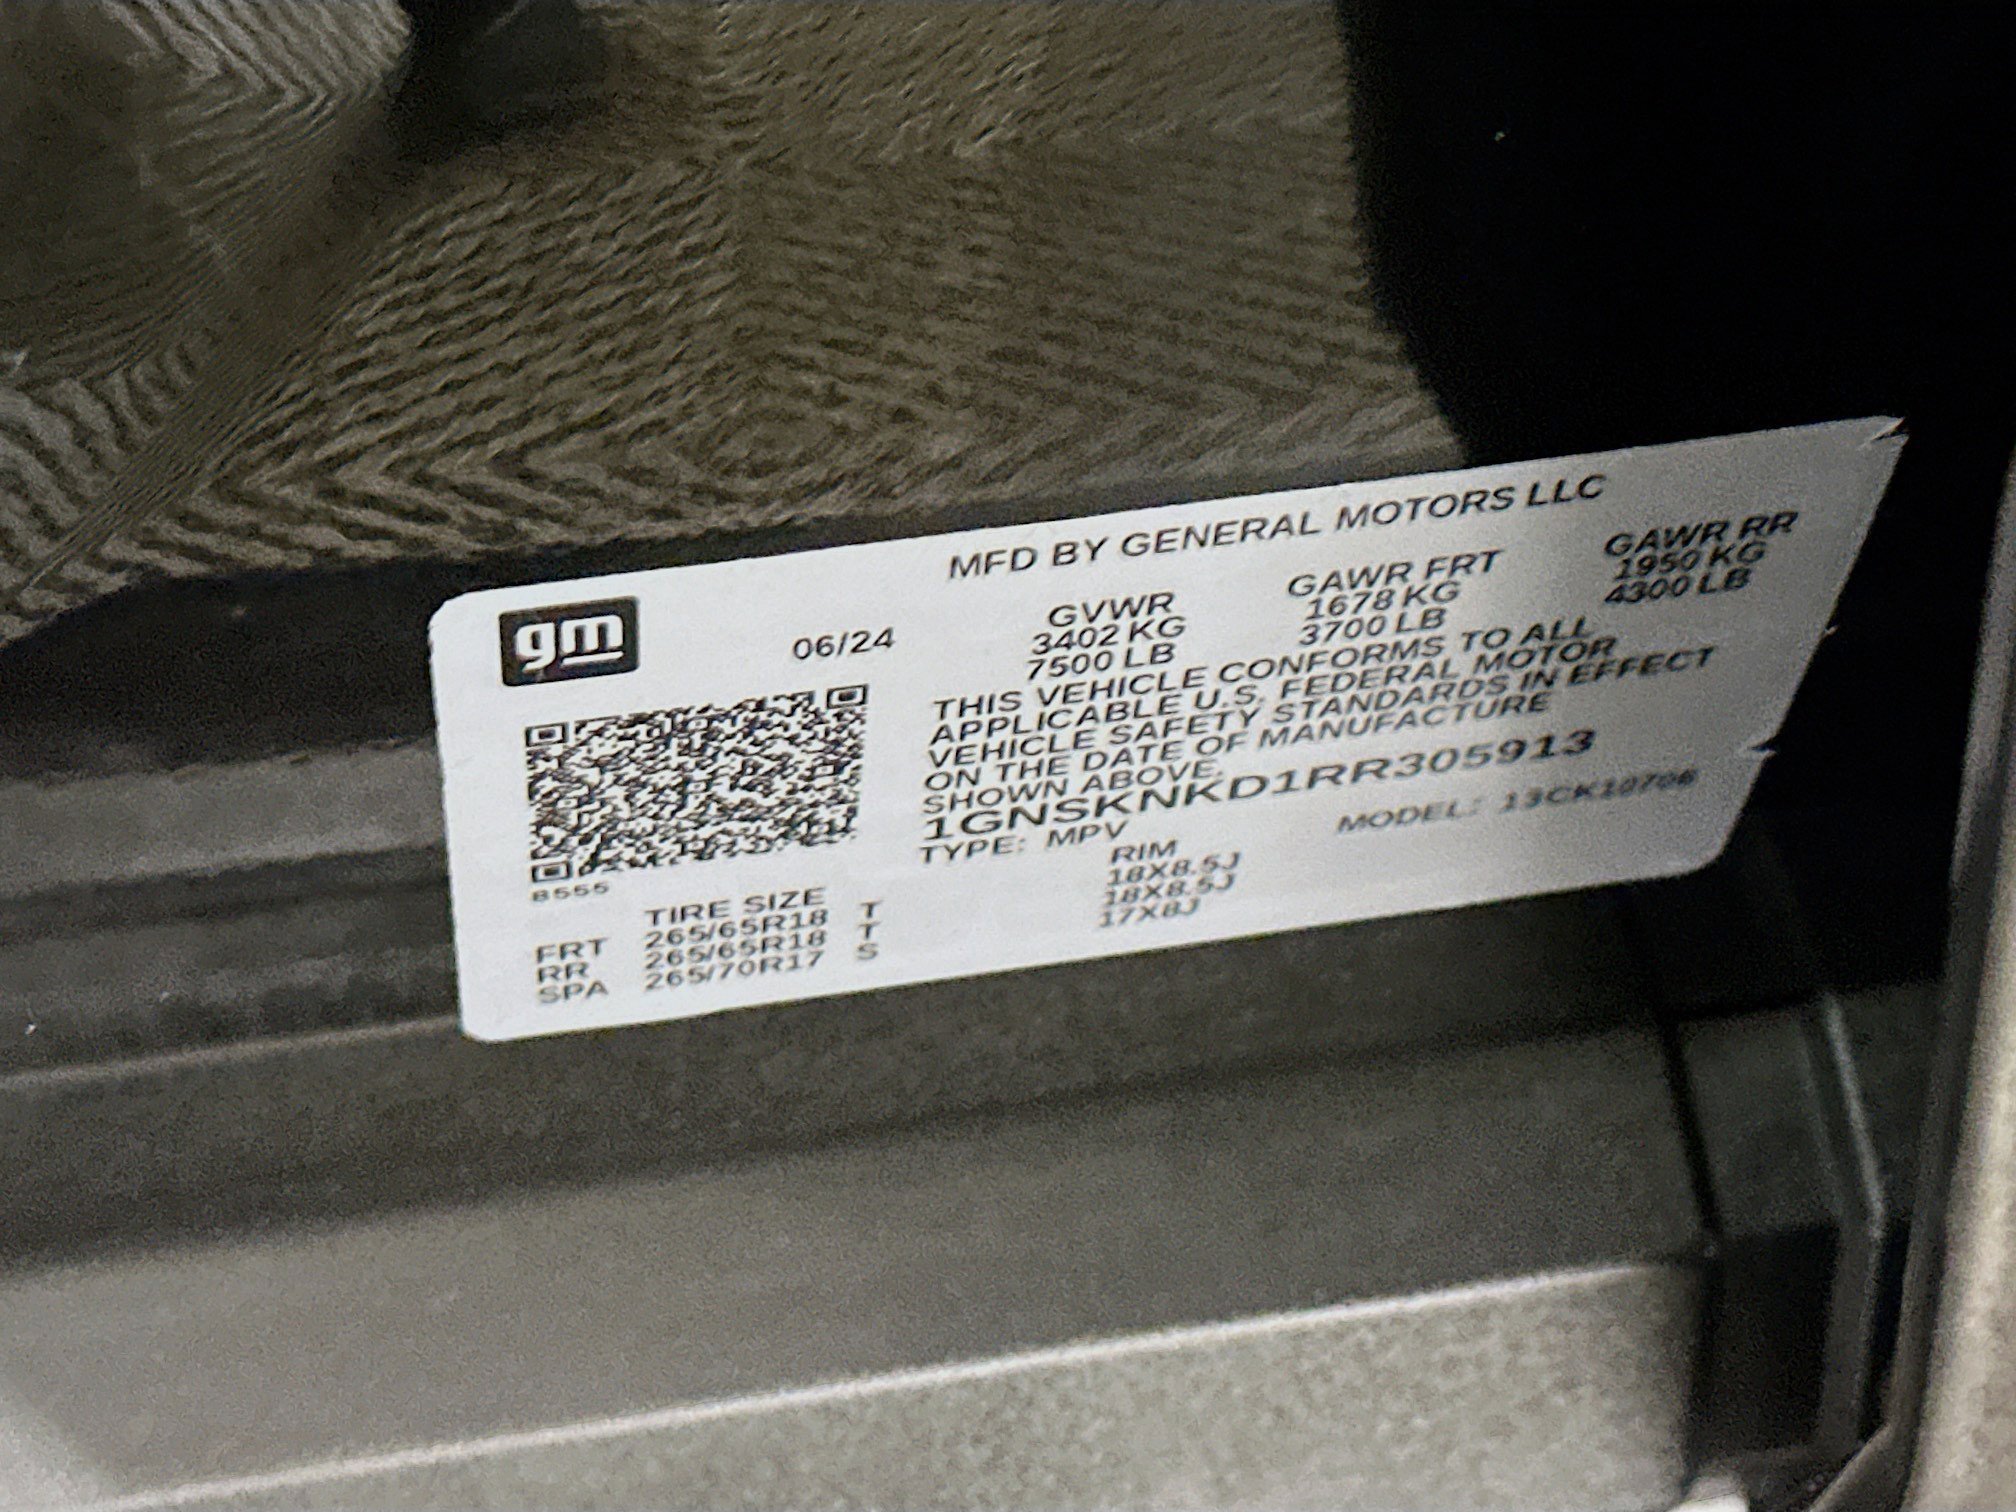 MFD BY GENERAL MOTORS LLC
gm
06/24
GVWR GAWR FRT GAWR RR
3402 KG 1678 KG 1950 KG
7500 LB 3700 LB 4300 LB
THIS VEHICLE CONFORMS TO ALL
APPLICABLE U.S. FEDERAL MOTOR
VEHICLE SAFETY STANDARDS IN EFFECT
ON THE DATE OF MANUFACTURE
SHOWN ABOVE.
1GNSKNKD1RR305913
TYPE: MPV MODEL: 13CK10706
B555
TIRE SIZE RIM
FRT 265/65R18 T 18X8.5J
RR 265/65R18 T 18X8.5J
SPA 265/70R17 S 17X8J